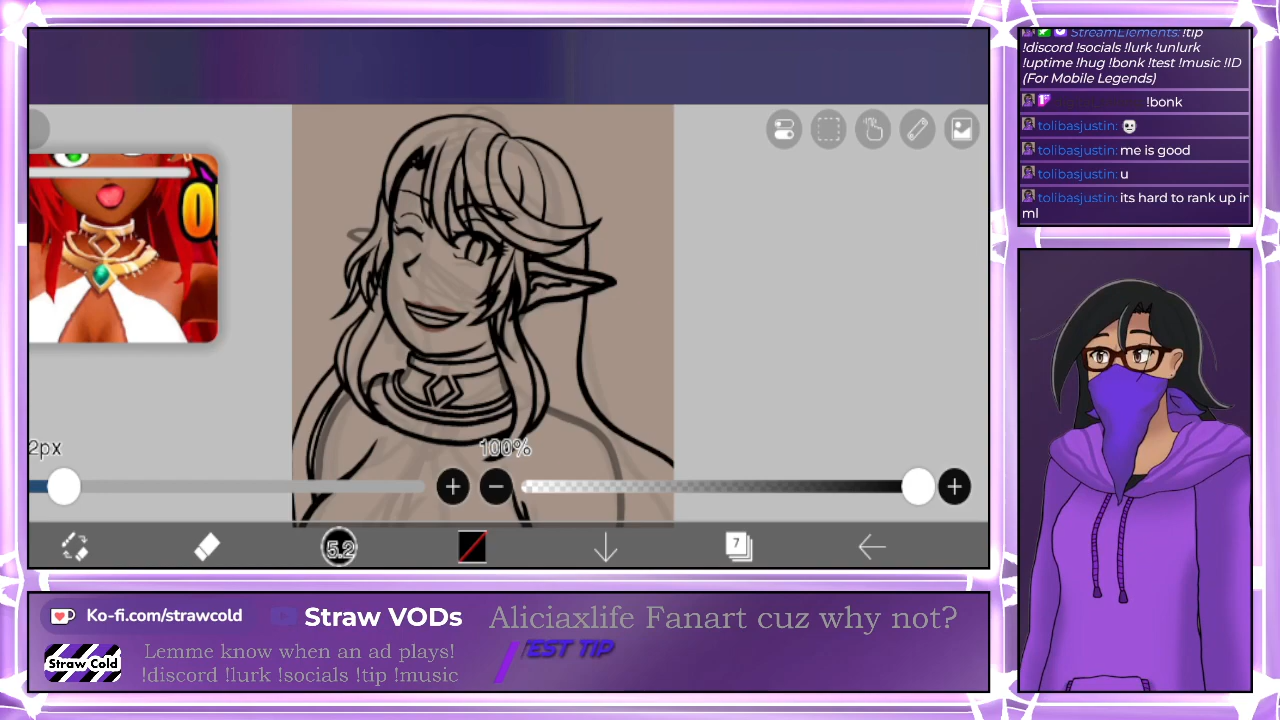 StreamElements: !tip
!discord !socials !lurk !unlurk
!uptime !hug !bonk !test !music !ID
(For Mobile Legends)
!bonk
tolibasjustin:
tolibasjustin: me is good
tolibasjustin: u
tolibasjustin: its hard to rank up in
ml
0
2px
100%
5.2
7
Ko-fi.com/strawcold
Straw VODs
Aliciaxlife Fanart cuz why not?
Straw Cold
Lemme know when an ad plays!
!discord !lurk !socials !tip !music
EST TIP